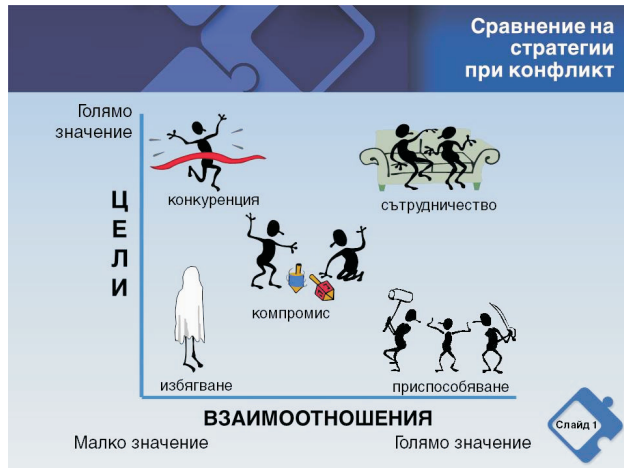 Сравнение на
стратегии
при конфликт
Голямо
значение
ЦЕЛИ
конкуренция
сътрудничество
компромис
избягване
приспособяване
ВЗАИМООТНОШЕНИЯ
Малко значение
Голямо значение
Слайд 1